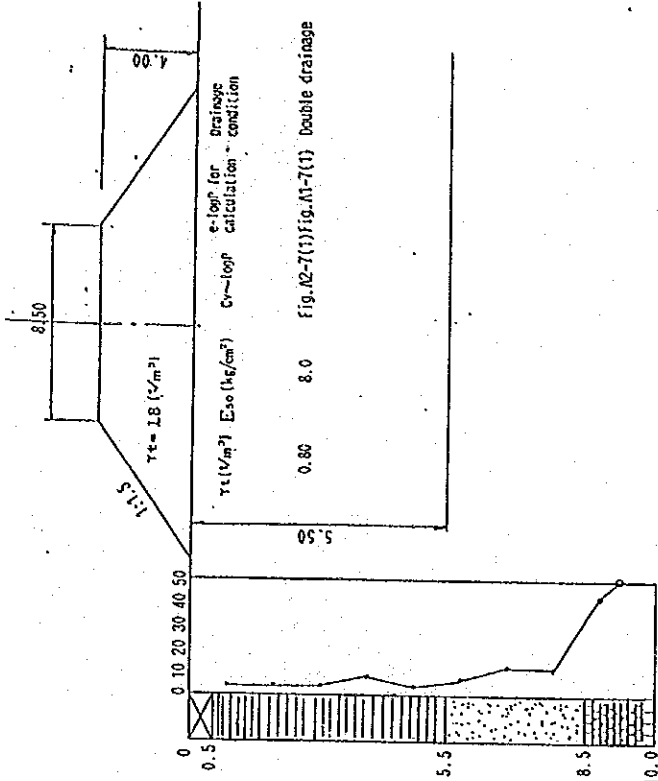 8.50
4.00
1:1.5
γt= 1.8 (t/m³)
γt(t/m³) E50 (kg/cm²) Cv~logP e-logP for calculation Drainage condition
0.80 8.0 Fig.A2-7(1) Fig.A1-7(1) Double drainage
5.50
0 10 20 30 40 50
0
0.5
5.5
8.5
0.0